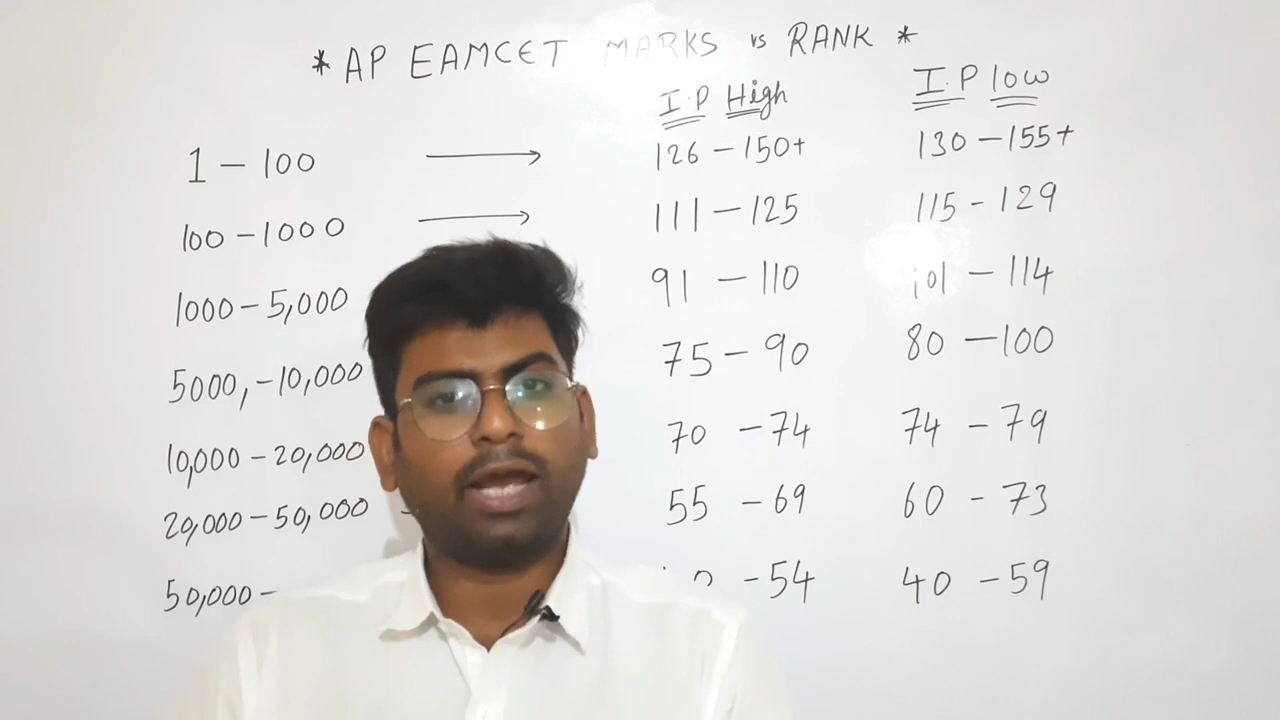 * AP EAMCET MARKS vs RANK *
I.P High I.P low
1 - 100 → 126 - 150+ 130 - 155+
100 - 1000 → 111 - 125 115 - 129
1000 - 5,000 91 - 110 101 - 114
5000, - 10,000 75 - 90 80 - 100
10,000 - 20,000 70 - 74 74 - 79
20,000 - 50,000 55 - 69 60 - 73
50,000 - - 54 40 - 59